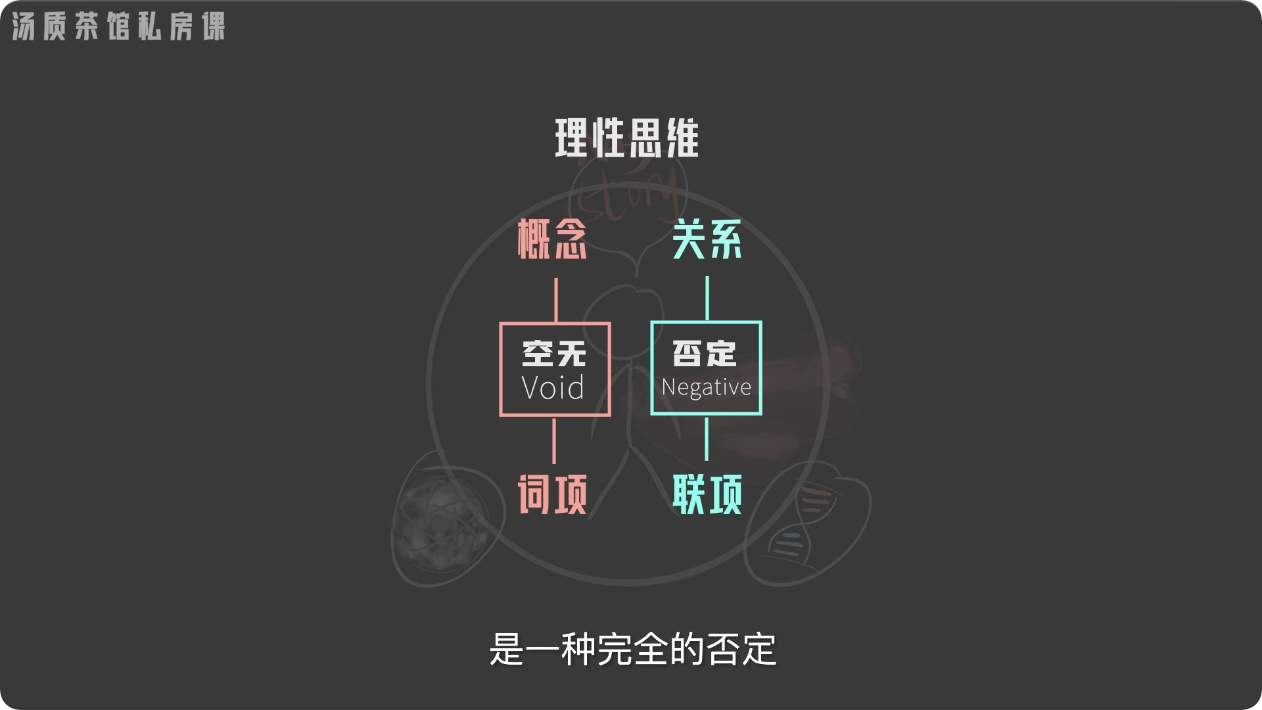 汤质茶馆私房课
理性思维
story
概念 关系
空无 否定
Void Negative
词项 联项
是一种完全的否定